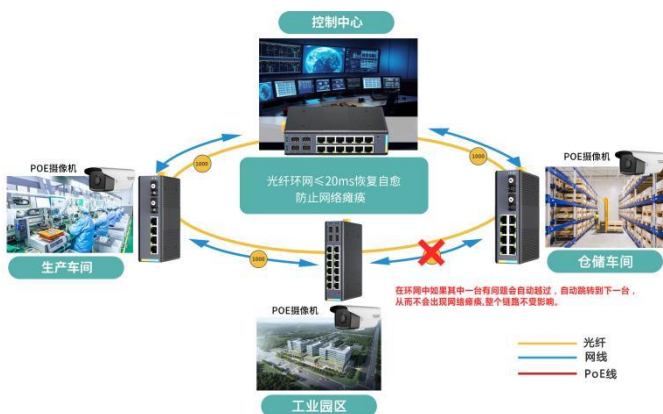 控制中心
1000
1000
POE摄像机
POE摄像机
光纤环网≤20ms恢复自愈
防止网络瘫痪
生产车间
1000
1000
仓储车间
在环网中如果其中一台有问题会自动越过，自动跳转到下一台，
从而不会出现网络瘫痪,整个链路不变影响。
POE摄像机
光纤
网线
PoE线
工业园区